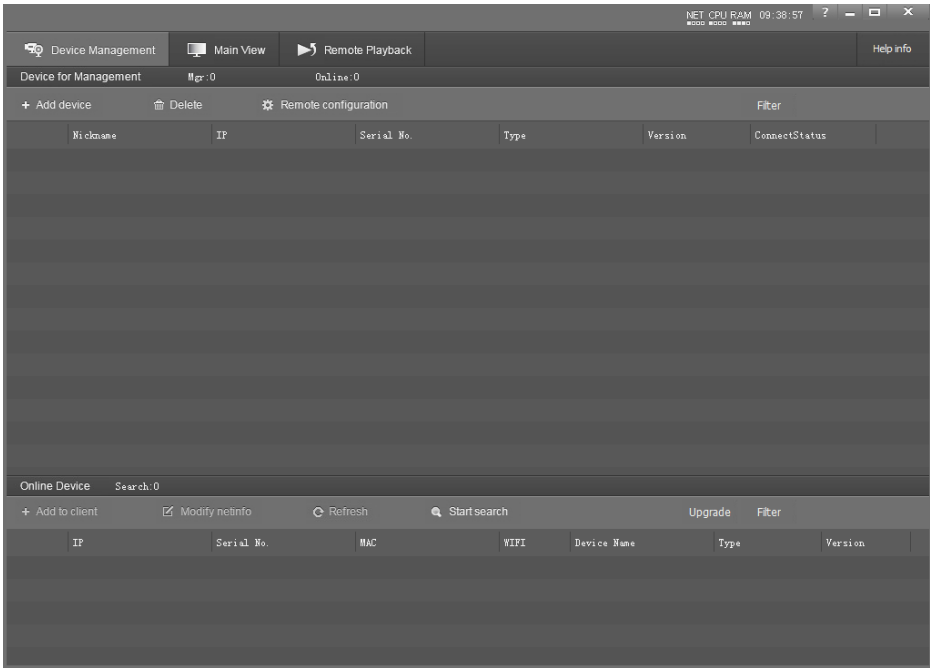 NET CPU RAM 09:38:57 ?
Device Management Main View Remote Playback Help info
Device for Management Mgr:0 Online:0
+ Add device Delete Remote configuration Filter
Nickname IP Serial No. Type Version ConnectStatus
Online Device Search:0
+ Add to client Modify netinfo Refresh Start search Upgrade Filter
IP Serial No. MAC WIFI Device Name Type Version